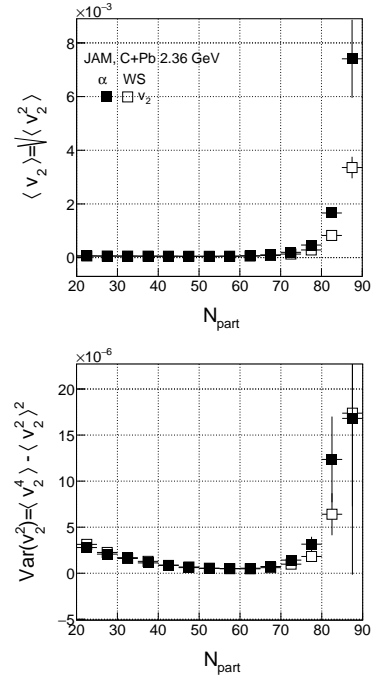 ×10⁻³
8
6
4
2
0
JAM, C+Pb 2.36 GeV
α WS
v₂
⟨ v₂ ⟩=√⟨ v₂² ⟩
20 30 40 50 60 70 80 90
N_part
×10⁻⁶
20
15
10
5
0
−5
Var(v₂²)=⟨ v₂⁴ ⟩ - ⟨ v₂² ⟩²
20 30 40 50 60 70 80 90
N_part